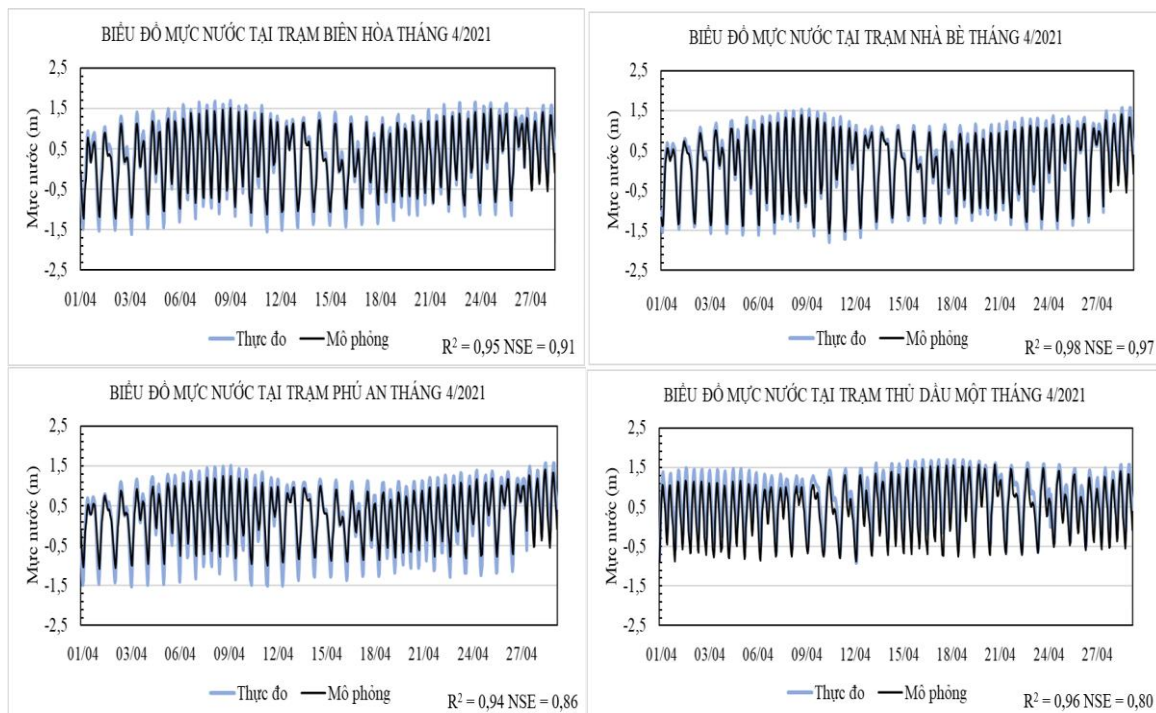 BIỂU ĐỒ MỰC NƯỚC TẠI TRẠM BIÊN HÒA THÁNG 4/2021
2,5
1,5
0,5
-0,5
-1,5
-2,5
Mực nước (m)
01/04 03/04 06/04 09/04 12/04 15/04 18/04 21/04 24/04 27/04
Thực đo Mô phỏng
R² = 0,95 NSE = 0,91
BIỂU ĐỒ MỰC NƯỚC TẠI TRẠM NHÀ BÈ THÁNG 4/2021
2,5
1,5
0,5
-0,5
-1,5
-2,5
Mực nước (m)
01/04 03/04 06/04 09/04 12/04 15/04 18/04 21/04 24/04 27/04
Thực đo Mô phỏng
R² = 0,98 NSE = 0,97
BIỂU ĐỒ MỰC NƯỚC TẠI TRẠM PHÚ AN THÁNG 4/2021
2,5
1,5
0,5
-0,5
-1,5
-2,5
Mực nước (m)
01/04 03/04 06/04 09/04 12/04 15/04 18/04 21/04 24/04 27/04
Thực đo Mô phỏng
R² = 0,94 NSE = 0,86
BIỂU ĐỒ MỰC NƯỚC TẠI TRẠM THỦ DẦU MỘT THÁNG 4/2021
2,5
1,5
0,5
-0,5
-1,5
-2,5
Mực nước (m)
01/04 03/04 06/04 09/04 12/04 15/04 18/04 21/04 24/04 27/04
Thực đo Mô phỏng
R² = 0,96 NSE = 0,80